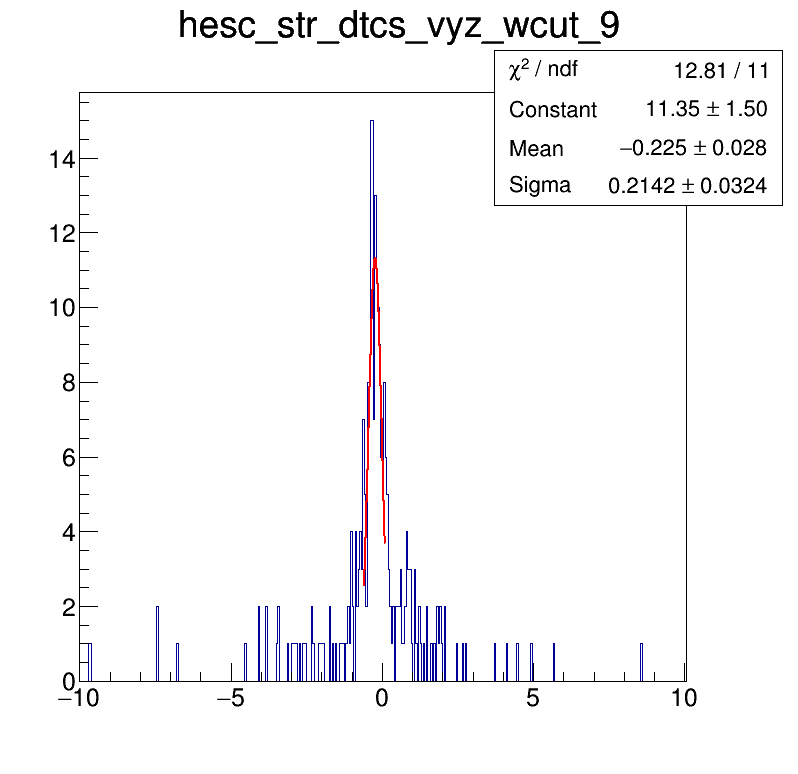 hesc_str_dtcs_vyz_wcut_9
χ² / ndf 12.81 / 11
Constant 11.35 ± 1.50
Mean −0.225 ± 0.028
Sigma 0.2142 ± 0.0324
14
12
10
8
6
4
2
0
−10 −5 0 5 10